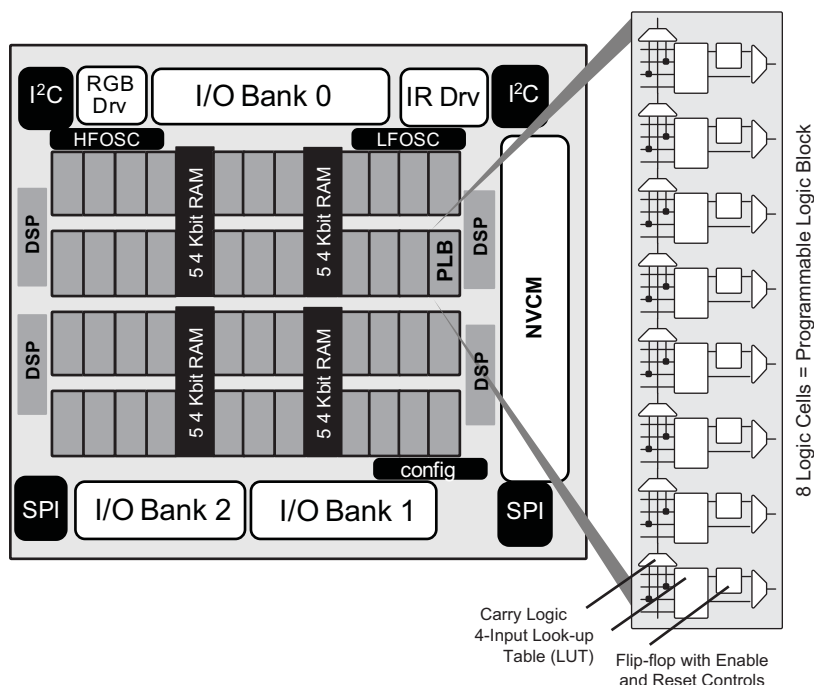 I²C
RGB
Drv
I/O Bank 0
IR Drv
I²C
HFOSC
LFOSC
DSP
5 4 Kbit RAM
5 4 Kbit RAM
PLB
DSP
NVCM
DSP
5 4 Kbit RAM
5 4 Kbit RAM
DSP
config
SPI
I/O Bank 2
I/O Bank 1
SPI
8 Logic Cells = Programmable Logic Block
Carry Logic
4-Input Look-up
Table (LUT)
Flip-flop with Enable
and Reset Controls